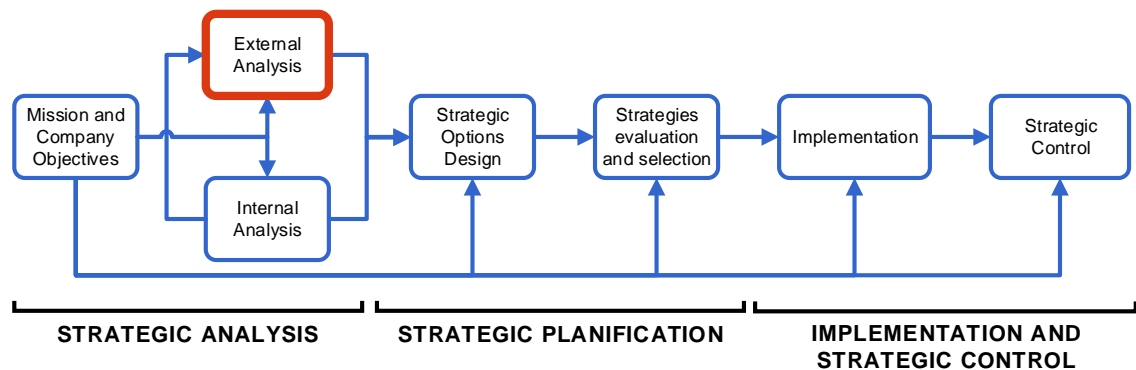 External
Analysis
Mission and
Company
Objectives
Internal
Analysis
Strategic
Options
Design
Strategies
evaluation
and selection
Implementation
Strategic
Control
STRATEGIC ANALYSIS
STRATEGIC PLANIFICATION
IMPLEMENTATION AND
STRATEGIC CONTROL